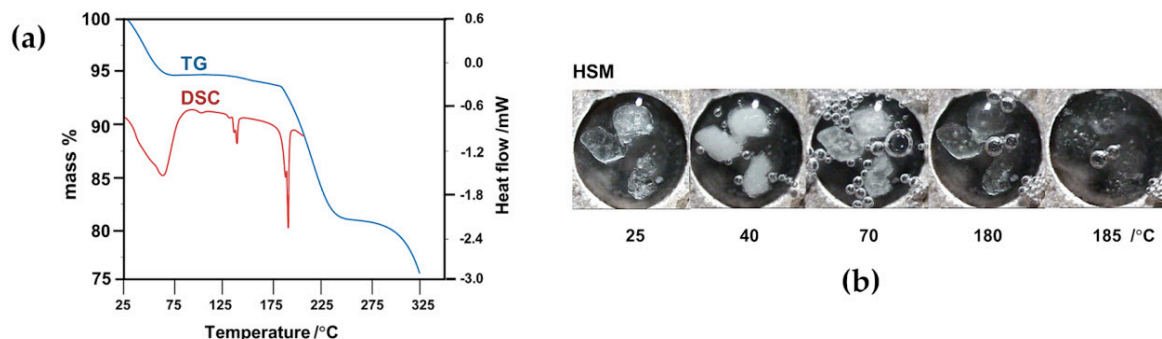 (a)
100
95
90
85
80
75
mass %
TG
DSC
0.6
0.0
-0.6
-1.2
-1.8
-2.4
-3.0
Heat flow /mW
25 75 125 175 225 275 325
Temperature /°C
HSM
25 40 70 180 185 /°C
(b)